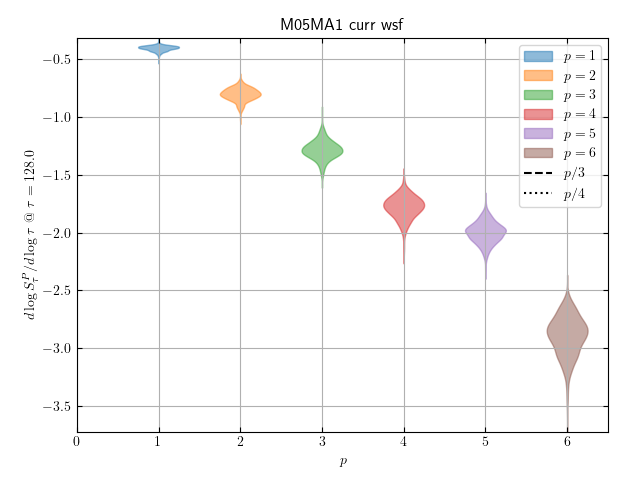 M05MA1 curr wsf
d log S_τ^P / d log τ @ τ = 128.0
−0.5
−1.0
−1.5
−2.0
−2.5
−3.0
−3.5
p = 1
p = 2
p = 3
p = 4
p = 5
p = 6
p/3
p/4
0 1 2 3 4 5 6
p